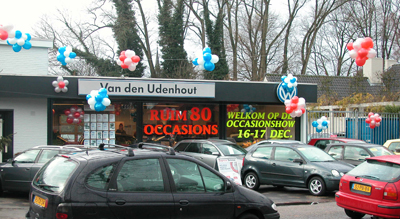 Van den Udenhout
RUIM 80
OCCASIONS
WELKOM OP DE
OCCASIONSHOW
16-17 DEC.